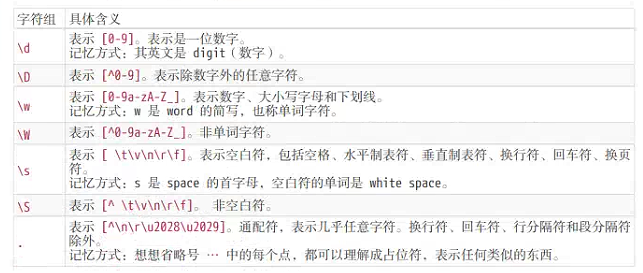 字符组 具体含义
\d 表示 [0-9]。表示是一位数字。
记忆方式：其英文是 digit（数字）。
\D 表示 [^0-9]。表示除数字外的任意字符。
\w 表示 [0-9a-zA-Z_]。表示数字、大小写字母和下划线。
记忆方式：w 是 word 的简写，也称单词字符。
\W 表示 [^0-9a-zA-Z_]。非单词字符。
\s 表示 [ \t\v\n\r\f]。表示空白符，包括空格、水平制表符、垂直制表符、换行符、回车符、换页
符。
记忆方式：s 是 space 的首字母，空白符的单词是 white space。
\S 表示 [^ \t\v\n\r\f]。 非空白符。
. 表示 [^\n\r\u2028\u2029]。通配符，表示几乎任意字符。换行符、回车符、行分隔符和段分隔符
除外。
记忆方式：想想省略号 … 中的每个点，都可以理解成占位符，表示任何类似的东西。